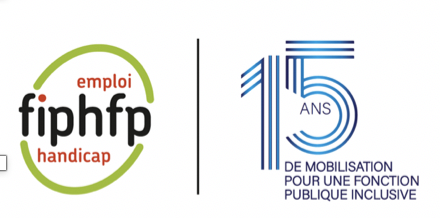 emploi
fiphfp
handicap
15
ANS
DE MOBILISATION
POUR UNE FONCTION
PUBLIQUE INCLUSIVE